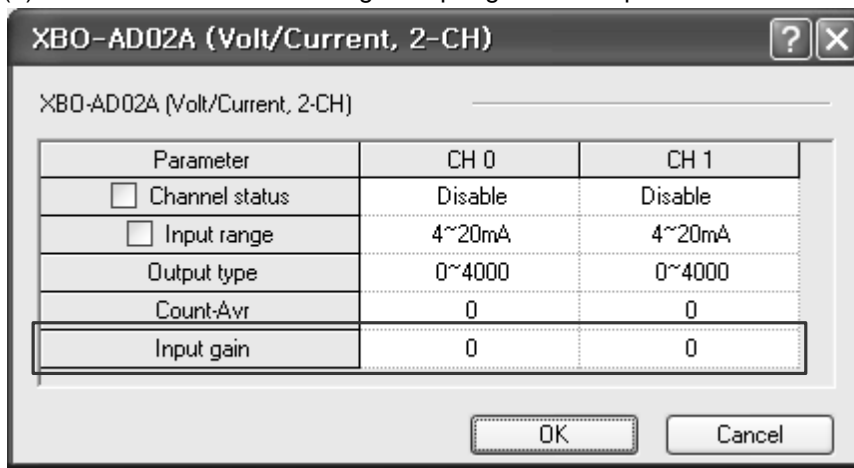 XBO-AD02A (Volt/Current, 2-CH) ? X
XBO-AD02A (Volt/Current, 2-CH)
Parameter CH 0 CH 1
Channel status Disable Disable
Input range 4~20mA 4~20mA
Output type 0~4000 0~4000
Count-Avr 0 0
Input gain 0 0
OK Cancel